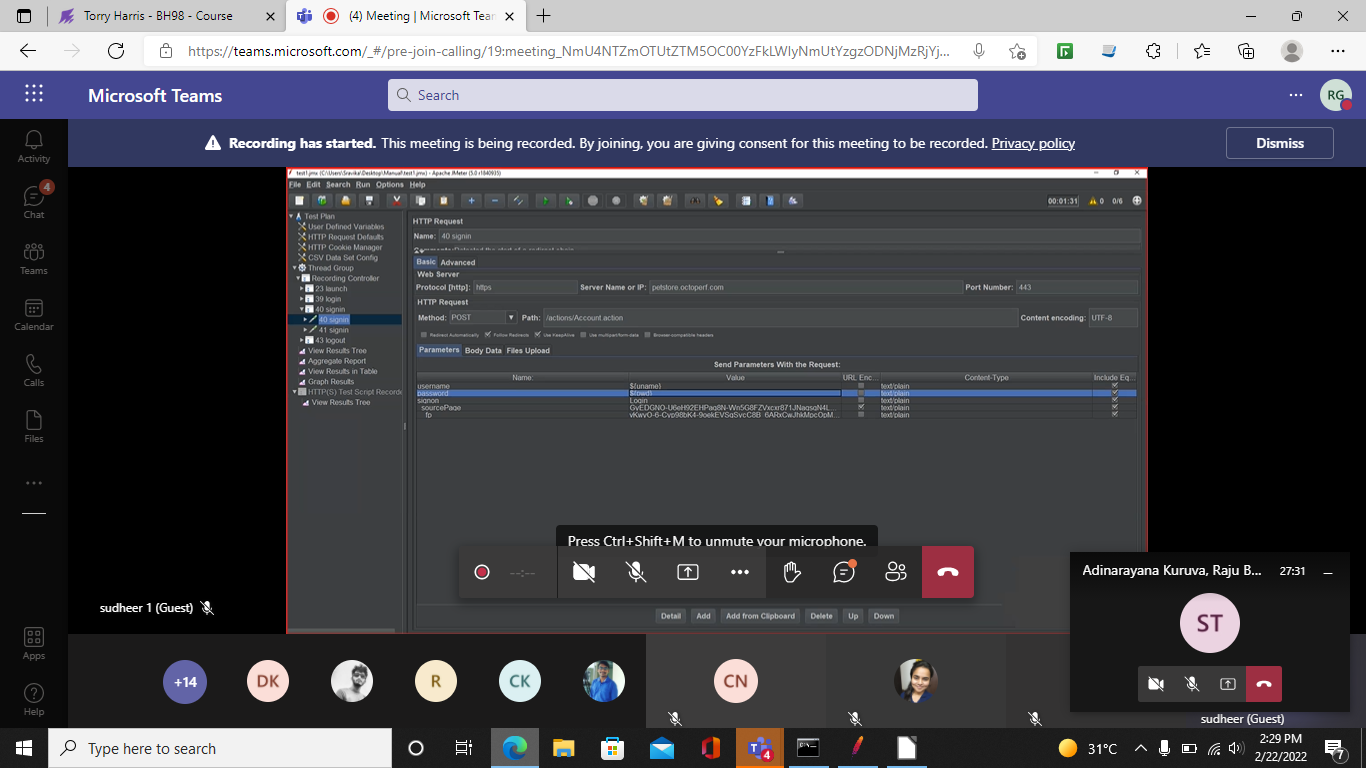 Torry Harris - BH98 - Course
(4) Meeting | Microsoft Tear
https://teams.microsoft.com/_#/pre-join-calling/19:meeting_NmU4NTZmOTUtZTM5OC00YzFkLWIyNmUtYzgzODNjMzRjYj...
Microsoft Teams
Search
RG
Recording has started. This meeting is being recorded. By joining, you are giving consent for this meeting to be recorded. Privacy policy
Dismiss
Activity
4
Chat
Teams
Calendar
Calls
Files
Apps
Help
test1.jmx (C:\Users\Sravika\Desktop\Manual\test1.jmx) - Apache JMeter (5.0 r1840935)
File Edit Search Run Options Help
00:01:31 0 0/6
Test Plan
User Defined Variables
HTTP Request Defaults
HTTP Cookie Manager
CSV Data Set Config
Thread Group
Recording Controller
23 launch
39 login
40 signin
40 signin
41 signin
43 logout
View Results Tree
Aggregate Report
View Results in Table
Graph Results
HTTP(S) Test Script Record
View Results Tree
HTTP Request
Name: 40 signin
Comments: Detected the start of a redirect chain
Basic Advanced
Web Server
Protocol [http]: https Server Name or IP: petstore.octoperf.com Port Number: 443
HTTP Request
Method: POST Path: /actions/Account.action Content encoding: UTF-8
Redirect Automatically Follow Redirects Use KeepAlive Use multipart/form-data Browser-compatible headers
Parameters Body Data Files Upload
Send Parameters With the Request:
Name: Value URL Enc... Content-Type Include Eq...
username ${uname} text/plain
password ${pwd} text/plain
signon Login text/plain
sourcePage text/plain
fp text/plain
Detail Add Add from Clipboard Delete Up Down
Press Ctrl+Shift+M to unmute your microphone.
--:--
sudheer 1 (Guest)
Adinarayana Kuruva, Raju B... 27:31
ST
sudheer (Guest)
+14
DK
R
CK
CN
Type here to search
4
31°C
2:29 PM
2/22/2022
7